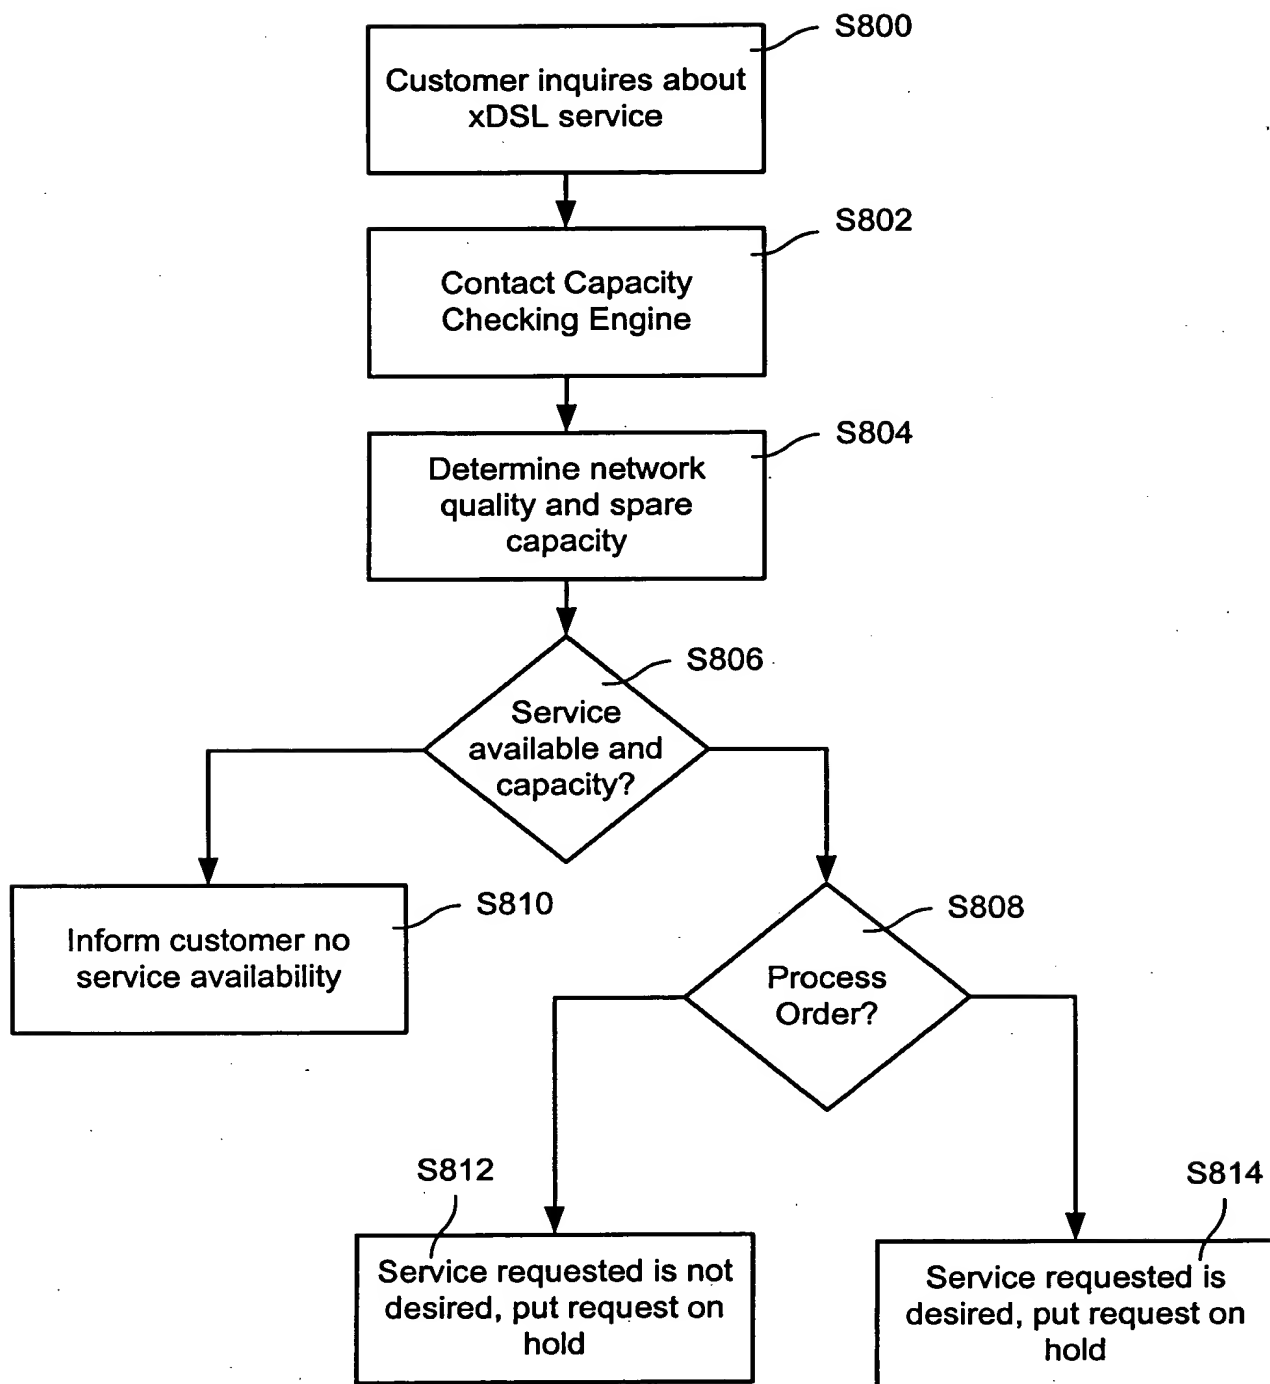 S800
Customer inquires about
xDSL service
S802
Contact Capacity
Checking Engine
S804
Determine network
quality and spare
capacity
S806
Service
available and
capacity?
S810
Inform customer no
service availability
S808
Process
Order?
S812
Service requested is not
desired, put request on
hold
S814
Service requested is
desired, put request on
hold